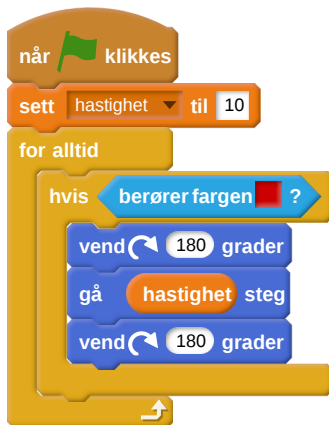 når klikkes
sett hastighet til 10
for alltid
hvis berører fargen ?
vend 180 grader
gå hastighet steg
vend 180 grader